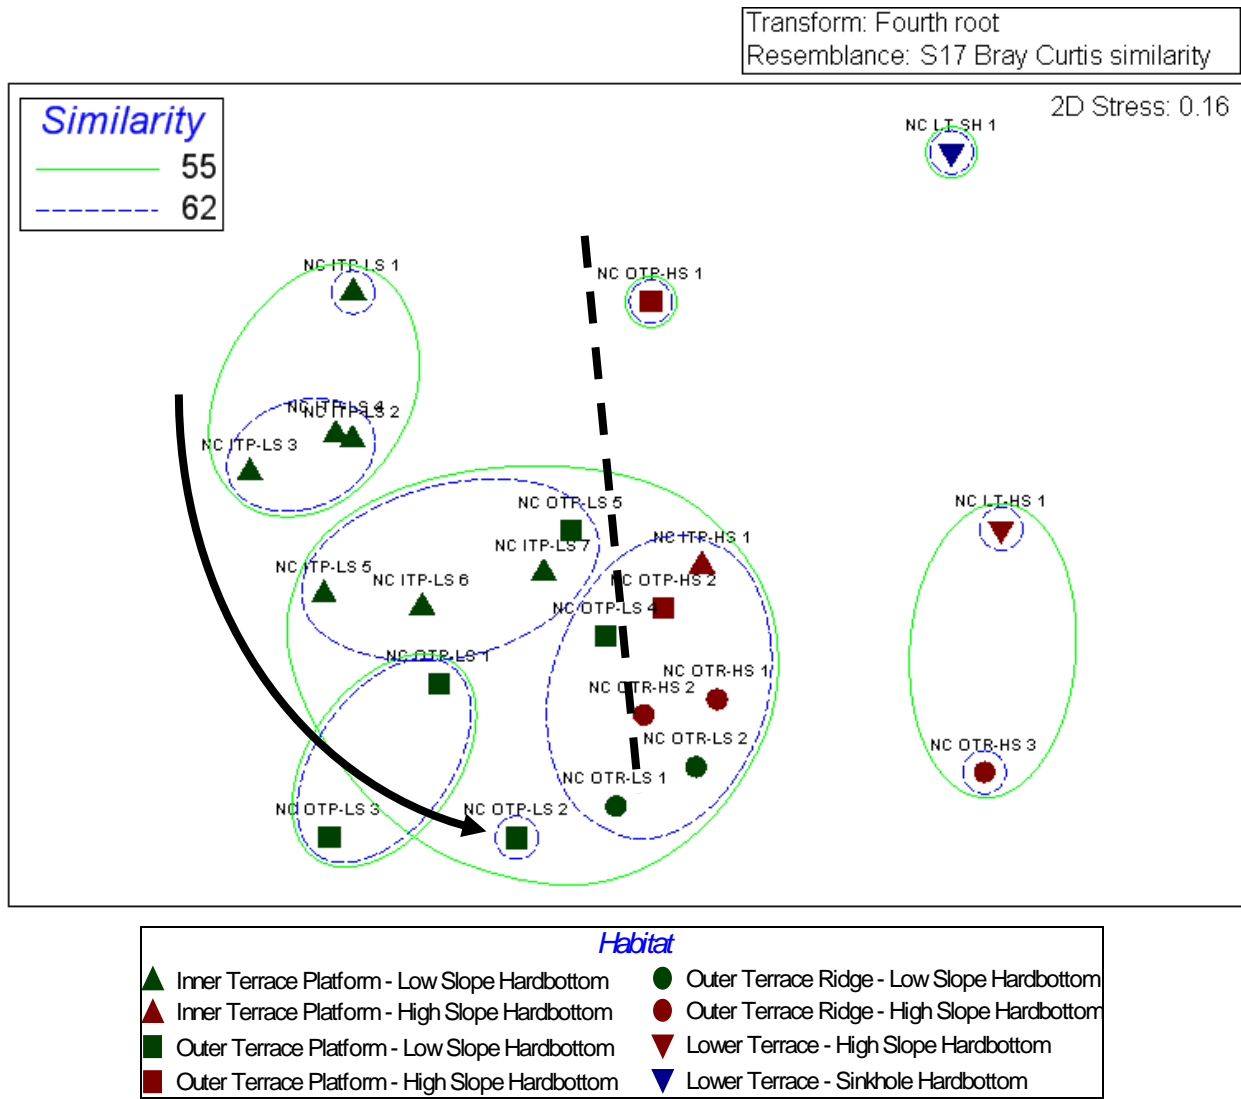 Transform: Fourth root
Resemblance: S17 Bray Curtis similarity
Similarity
55
62
2D Stress: 0.16
NC LT-SH 1
NC ITP-LS 1
NC OTP-HS 1
NC ITP-LS 4
NC ITP-LS 2
NC ITP-LS 3
NC OTP-LS 5
NC LT-HS 1
NC ITP-LS 7
NC ITP-HS 1
NC ITP-LS 5
NC ITP-LS 6
NC OTP-HS 2
NC OTP-LS 4
NC OTP-LS 1
NC OTR-HS 1
NC OTR-HS 2
NC OTR-LS 2
NC OTR-HS 3
NC OTR-LS 1
NC OTP-LS 3
NC OTP-LS 2
Habitat
Inner Terrace Platform - Low Slope Hardbottom
Inner Terrace Platform - High Slope Hardbottom
Outer Terrace Platform - Low Slope Hardbottom
Outer Terrace Platform - High Slope Hardbottom
Outer Terrace Ridge - Low Slope Hardbottom
Outer Terrace Ridge - High Slope Hardbottom
Lower Terrace - High Slope Hardbottom
Lower Terrace - Sinkhole Hardbottom